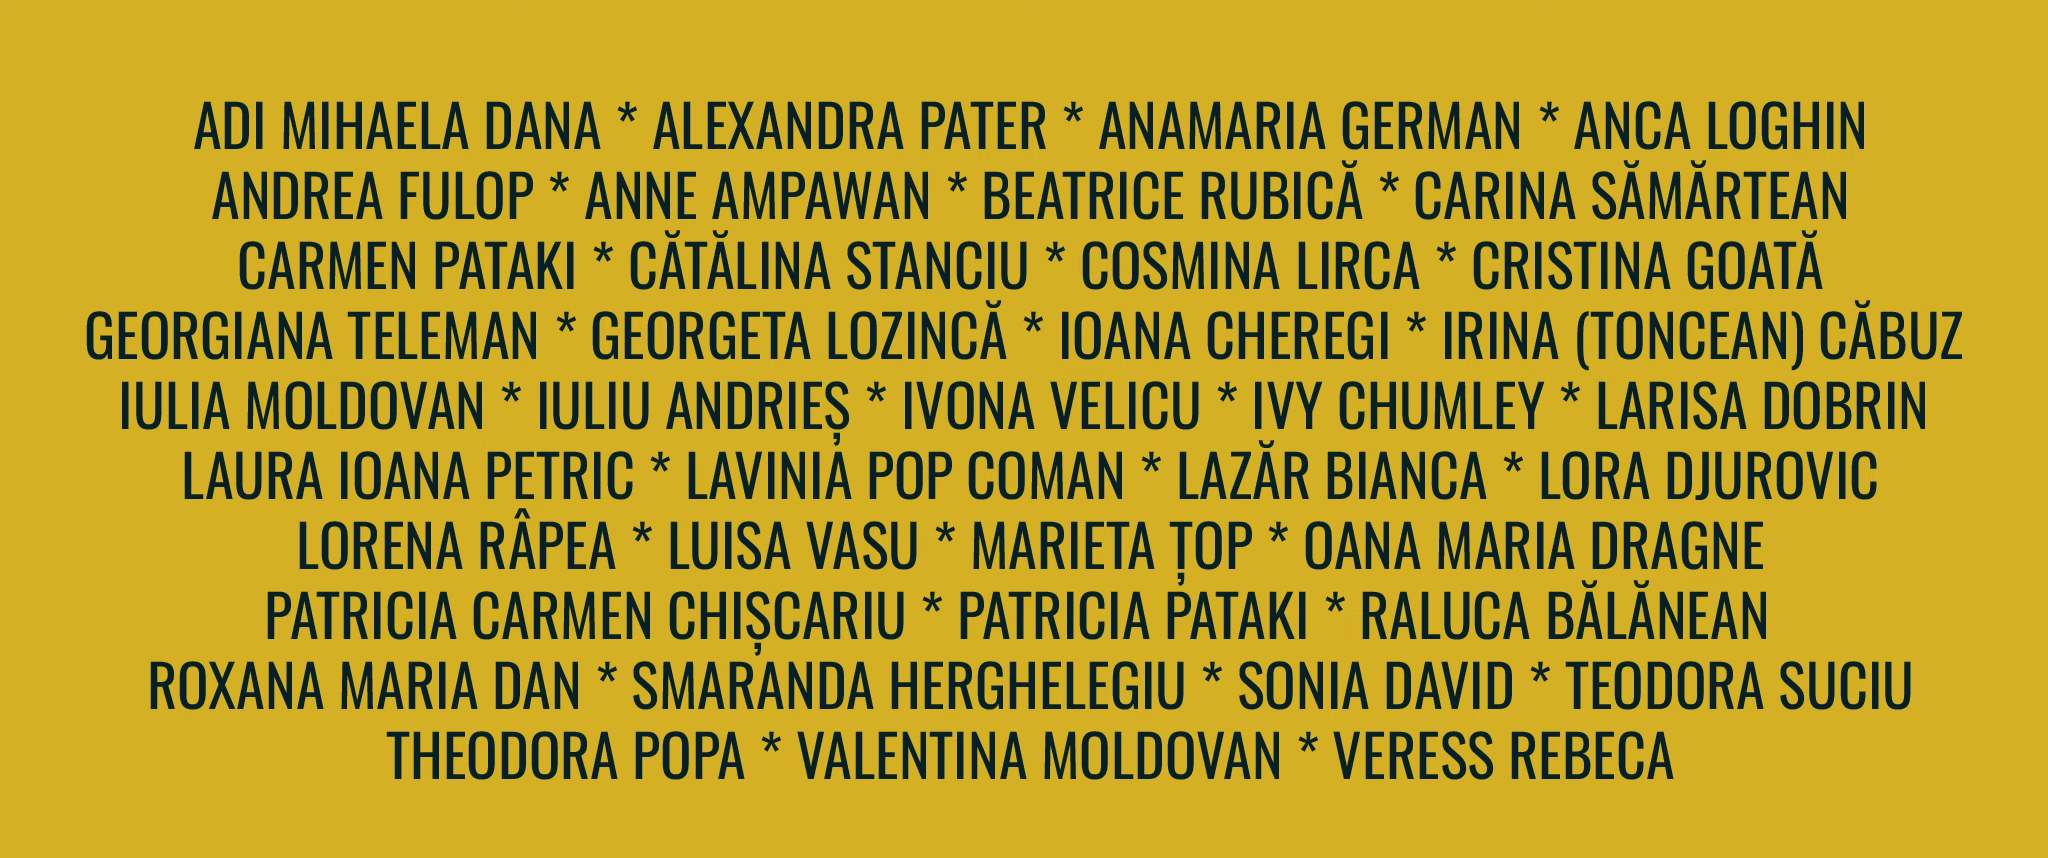 ADI MIHAELA DANA * ALEXANDRA PATER * ANAMARIA GERMAN * ANCA LOGHIN
ANDREA FULOP * ANNE AMPAWAN * BEATRICE RUBICĂ * CARINA SĂMĂRTEAN
CARMEN PATAKI * CĂTĂLINA STANCIU * COSMINA LIRCA * CRISTINA GOATĂ
GEORGIANA TELEMAN * GEORGETA LOZINCĂ * IOANA CHEREGI * IRINA (TONCEAN) CĂBUZ
IULIA MOLDOVAN * IULIU ANDRIEȘ * IVONA VELICU * IVY CHUMLEY * LARISA DOBRIN
LAURA IOANA PETRIC * LAVINIA POP COMAN * LAZĂR BIANCA * LORA DJUROVIC
LORENA RÂPEA * LUISA VASU * MARIETA ȚOP * OANA MARIA DRAGNE
PATRICIA CARMEN CHIȘCARIU * PATRICIA PATAKI * RALUCA BĂLĂNEAN
ROXANA MARIA DAN * SMARANDA HERGHELEGIU * SONIA DAVID * TEODORA SUCIU
THEODORA POPA * VALENTINA MOLDOVAN * VERESS REBECA